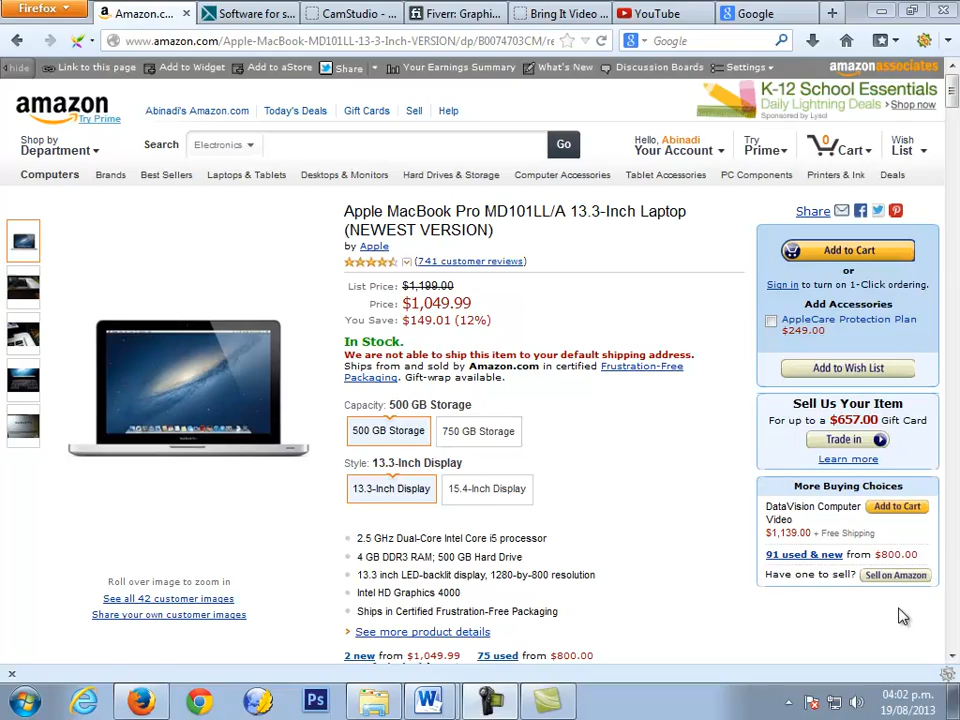 Firefox
Amazon.c...
Software for s...
CamStudio - ...
Fiverr: Graphi...
Bring It Video ...
YouTube
Google
www.amazon.com/Apple-MacBook-MD101LL-13-3-Inch-VERSION/dp/B0074703CM/re
Google
hide
Link to this page
Add to Widget
Add to aStore
Share
Your Earnings Summary
What's New
Discussion Boards
Settings
amazonassociates
amazon
Try Prime
Abinadi's Amazon.com
Today's Deals
Gift Cards
Sell
Help
K-12 School Essentials
Daily Lightning Deals Shop now
Sponsored by Lysol
Shop by
Department
Search
Electronics
Go
Hello, Abinadi
Your Account
Try
Prime
0
Cart
Wish
List
Computers
Brands
Best Sellers
Laptops & Tablets
Desktops & Monitors
Hard Drives & Storage
Computer Accessories
Tablet Accessories
PC Components
Printers & Ink
Deals
Apple MacBook Pro MD101LL/A 13.3-Inch Laptop
(NEWEST VERSION)
by Apple
(741 customer reviews)
List Price: $1,199.00
Price: $1,049.99
You Save: $149.01 (12%)
In Stock.
We are not able to ship this item to your default shipping address.
Ships from and sold by Amazon.com in certified Frustration-Free
Packaging. Gift-wrap available.
Capacity: 500 GB Storage
500 GB Storage
750 GB Storage
Style: 13.3-Inch Display
13.3-Inch Display
15.4-Inch Display
2.5 GHz Dual-Core Intel Core i5 processor
4 GB DDR3 RAM; 500 GB Hard Drive
13.3 inch LED-backlit display, 1280-by-800 resolution
Intel HD Graphics 4000
Ships in Certified Frustration-Free Packaging
See more product details
2 new from $1,049.99 75 used from $800.00
Roll over image to zoom in
See all 42 customer images
Share your own customer images
Share
Add to Cart
or
Sign in to turn on 1-Click ordering.
Add Accessories
AppleCare Protection Plan
$249.00
Add to Wish List
Sell Us Your Item
For up to a $657.00 Gift Card
Trade in
Learn more
More Buying Choices
DataVision Computer
Video
Add to Cart
$1,139.00 + Free Shipping
91 used & new from $800.00
Have one to sell? Sell on Amazon
x
Ps
W
04:02 p.m.
19/08/2013